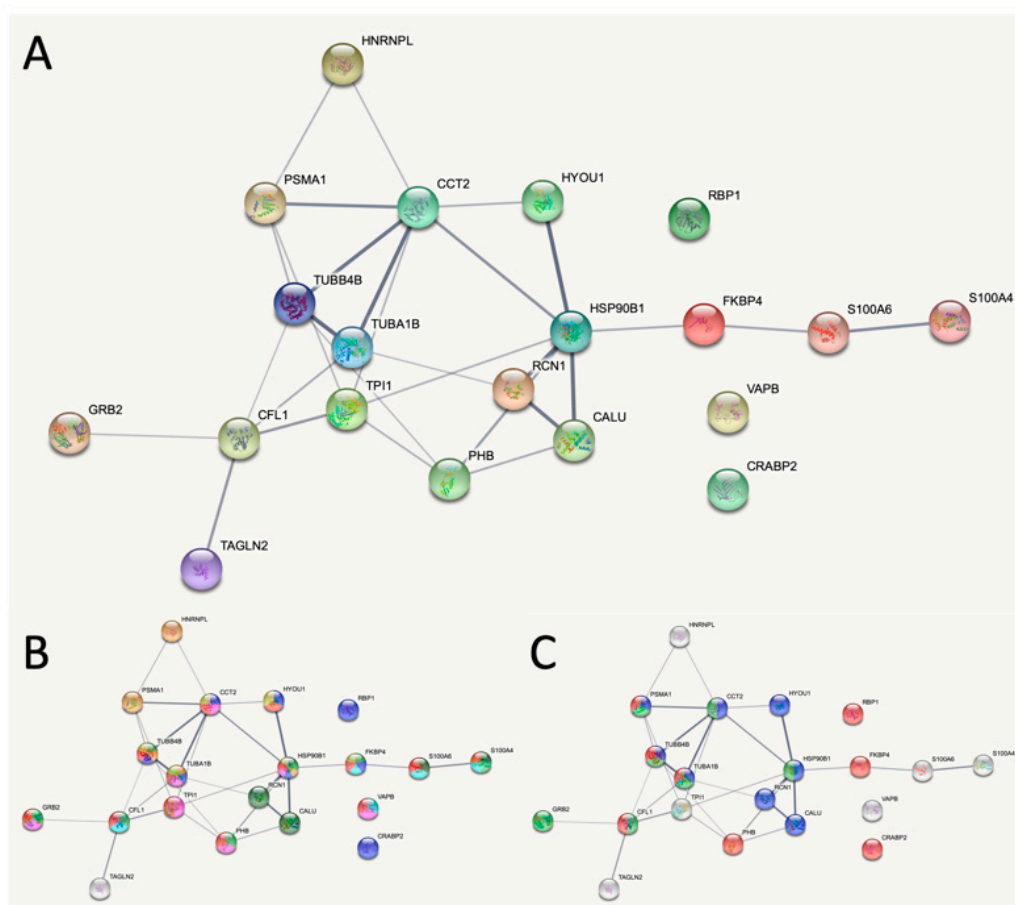 A
HNRNPL
PSMA1
CCT2
HYOU1
RBP1
TUBB4B
TUBA1B
HSP90B1
FKBP4
S100A6
S100A4
RCN1
TPI1
VAPB
GRB2
CFL1
CALU
PHB
CRABP2
TAGLN2
B
HNRNPL
PSMA1
CCT2
HYOU1
RBP1
TUBB4B
TUBA1B
HSP90B1
FKBP4
S100A6
S100A4
RCN1
TPI1
VAPB
GRB2
CFL1
CALU
PHB
CRABP2
TAGLN2
C
HNRNPL
PSMA1
CCT2
HYOU1
RBP1
TUBB4B
TUBA1B
HSP90B1
FKBP4
S100A6
S100A4
RCN1
TPI1
VAPB
GRB2
CFL1
CALU
PHB
CRABP2
TAGLN2